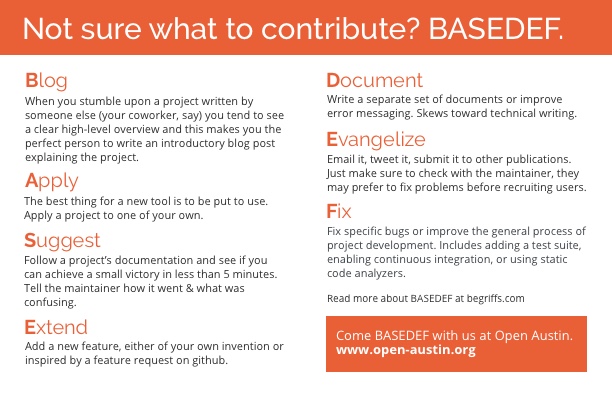 Not sure what to contribute? BASEDEF.
Blog
When you stumble upon a project written by
someone else (your coworker, say) you tend to see
a clear high-level overview and this makes you the
perfect person to write an introductory blog post
explaining the project.
Apply
The best thing for a new tool is to be put to use.
Apply a project to one of your own.
Suggest
Follow a project's documentation and see if you
can achieve a small victory in less than 5 minutes.
Tell the maintainer how it went & what was
confusing.
Extend
Add a new feature, either of your own invention or
inspired by a feature request on github.
Document
Write a separate set of documents or improve
error messaging. Skews toward technical writing.
Evangelize
Email it, tweet it, submit it to other publications.
Just make sure to check with the maintainer, they
may prefer to fix problems before recruiting users.
Fix
Fix specific bugs or improve the general process of
project development. Includes adding a test suite,
enabling continuous integration, or using static
code analyzers.
Read more about BASEDEF at begriffs.com
Come BASEDEF with us at Open Austin.
www.open-austin.org